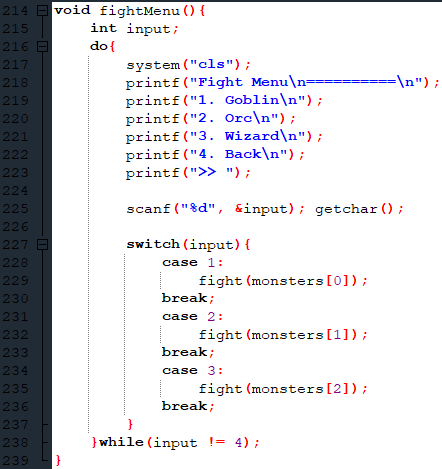 214 void fightMenu(){
215 int input;
216 do{
217 system("cls");
218 printf("Fight Menu\n==========\n");
219 printf("1. Goblin\n");
220 printf("2. Orc\n");
221 printf("3. Wizard\n");
222 printf("4. Back\n");
223 printf(">> ");
224
225 scanf("%d", &input); getchar();
226
227 switch(input){
228 case 1:
229 fight(monsters[0]);
230 break;
231 case 2:
232 fight(monsters[1]);
233 break;
234 case 3:
235 fight(monsters[2]);
236 break;
237 }
238 }while(input != 4);
239 }